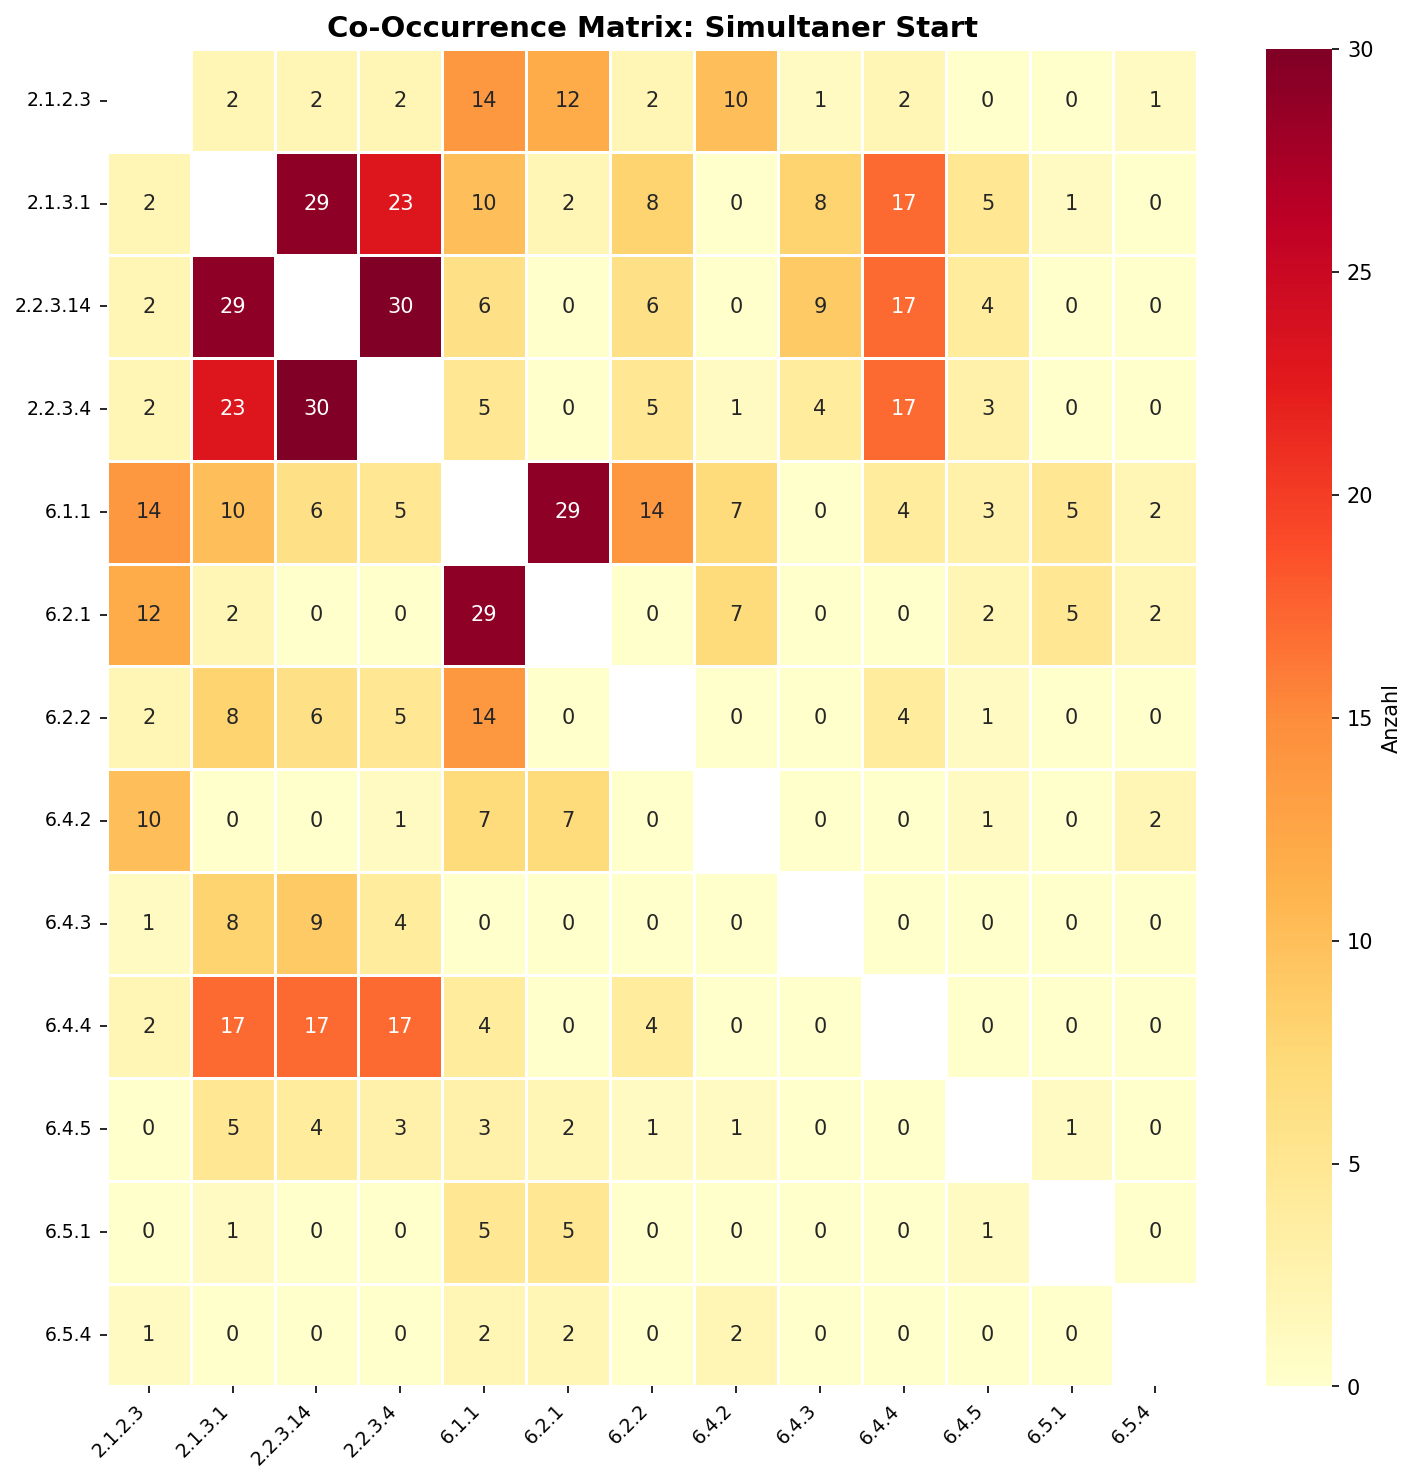 Co-Occurrence Matrix: Simultaner Start
2.1.2.3 2 2 2 14 12 2 10 1 2 0 0 1
2.1.3.1 2 29 23 10 2 8 0 8 17 5 1 0
2.2.3.14 2 29 30 6 0 6 0 9 17 4 0 0
2.2.3.4 2 23 30 5 0 5 1 4 17 3 0 0
6.1.1 14 10 6 5 29 14 7 0 4 3 5 2
6.2.1 12 2 0 0 29 0 7 0 0 2 5 2
6.2.2 2 8 6 5 14 0 0 0 4 1 0 0
6.4.2 10 0 0 1 7 7 0 0 0 1 0 2
6.4.3 1 8 9 4 0 0 0 0 0 0 0 0
6.4.4 2 17 17 17 4 0 4 0 0 0 0 0
6.4.5 0 5 4 3 3 2 1 1 0 0 1 0
6.5.1 0 1 0 0 5 5 0 0 0 0 1 0
6.5.4 1 0 0 0 2 2 0 2 0 0 0 0
2.1.2.3 2.1.3.1 2.2.3.14 2.2.3.4 6.1.1 6.2.1 6.2.2 6.4.2 6.4.3 6.4.4 6.4.5 6.5.1 6.5.4
30
25
20
15
10
5
0
Anzahl